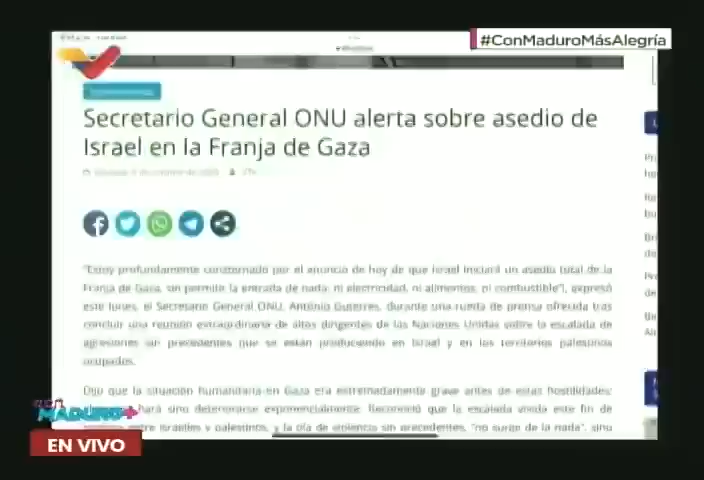 #ConMaduroMásAlegría
Secretario General ONU alerta sobre asedio de
Israel en la Franja de Gaza
"Estoy profundamente consternado por el anuncio de hoy de que Israel iniciará un asedio total de la
Franja de Gaza, sin permitir la entrada de nada: ni electricidad, ni alimentos, ni combustible", expresó
este lunes, el Secretario General ONU, António Guterres, durante una rueda de prensa ofrecida tras
concluir una reunión extraordinaria de altos dirigentes de las Naciones Unidas sobre la escalada de
agresiones sin precedentes que se están produciendo en Israel y en los territorios palestinos
ocupados.
Dijo que la situación humanitaria en Gaza era extremadamente grave antes de estas hostilidades;
hará sino deteriorarse exponencialmente. Reconoció que la escalada vivida este fin de
entre israelíes y palestinos, y la ola de violencia sin precedentes, "no surge de la nada", sino
CON
MADURO+
EN VIVO